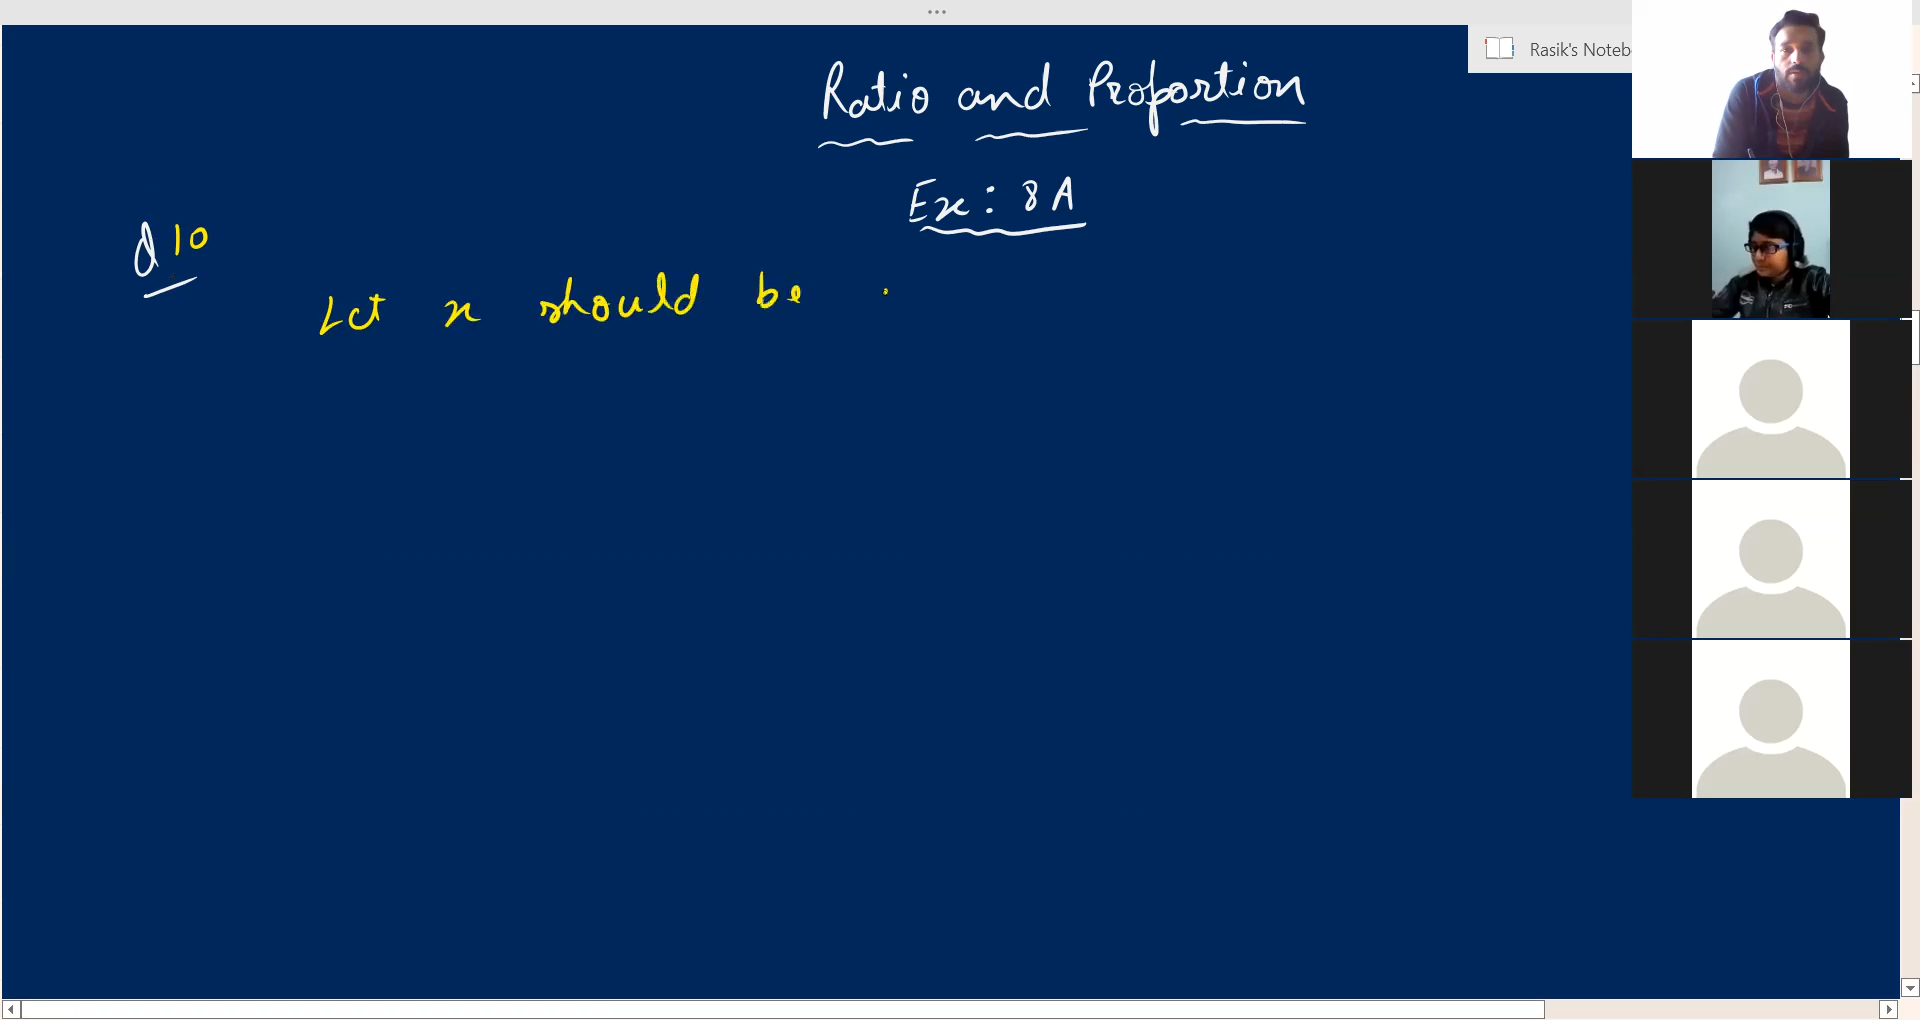 Rasik's Noteb
Ratio and Proportion
Ex: 8A
Q10
Let x should be